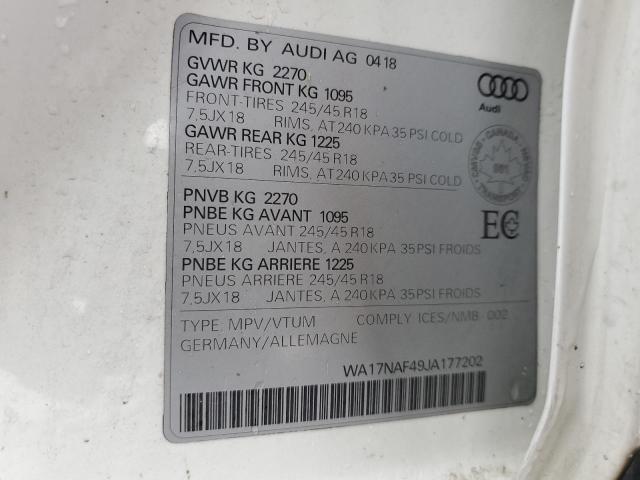 MFD. BY AUDI AG 0418
GVWR KG 2270
GAWR FRONT KG 1095
FRONT-TIRES 245/45 R18
7,5JX18 RIMS, AT 240 KPA 35 PSI COLD
GAWR REAR KG 1225
REAR-TIRES 245/45 R18
7,5JX18 RIMS, AT 240 KPA 35 PSI COLD
Audi
CANADA
TRANSPORT
PNVB KG 2270
PNBE KG AVANT 1095
PNEUS AVANT 245/45 R18
7,5JX18 JANTES, A 240 KPA 35 PSI FROIDS
PNBE KG ARRIERE 1225
PNEUS ARRIERE 245/45 R18
7,5JX18 JANTES, A 240 KPA 35 PSI FROIDS
EC
TYPE MPV/VTUM COMPLY ICES/NMB 002
GERMANY/ALLEMAGNE
WA17NAF49JA177202